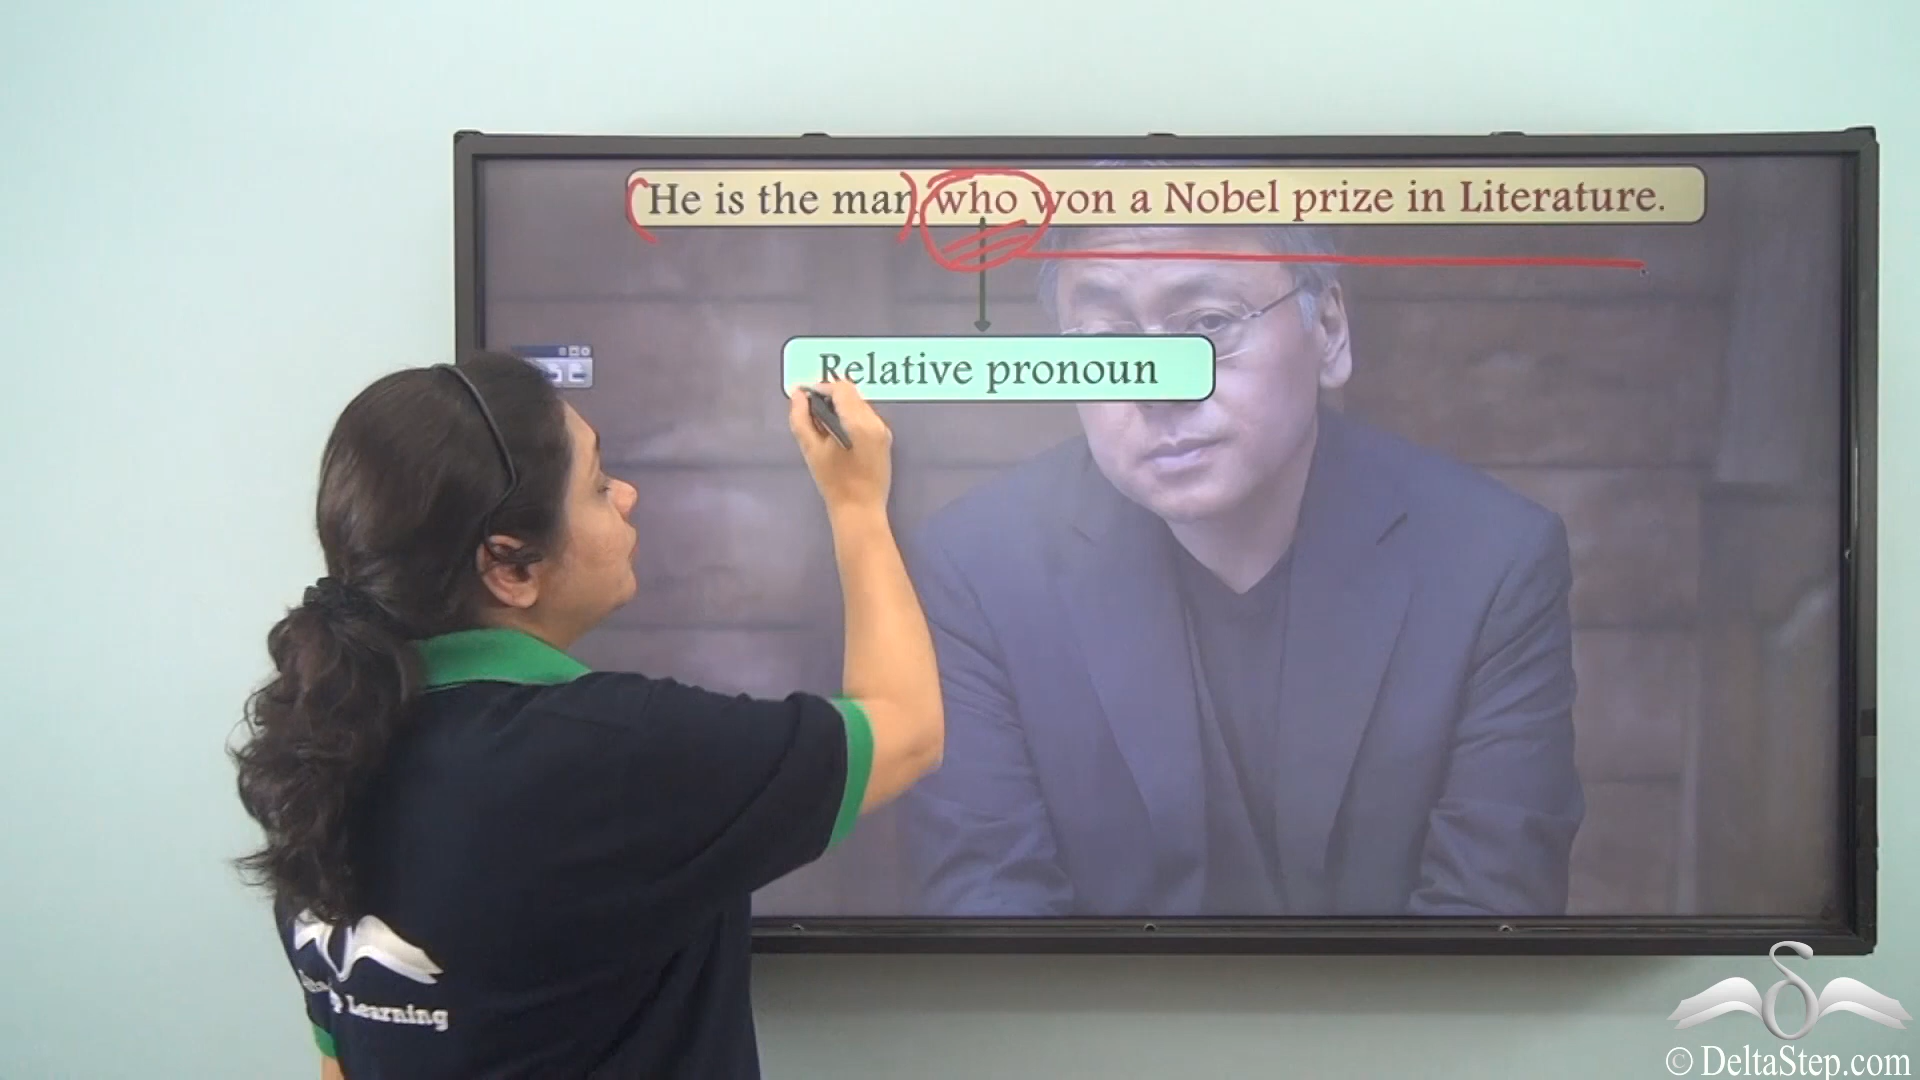 He is the man who won a Nobel prize in Literature.
Relative pronoun
Learning
© DeltaStep.com